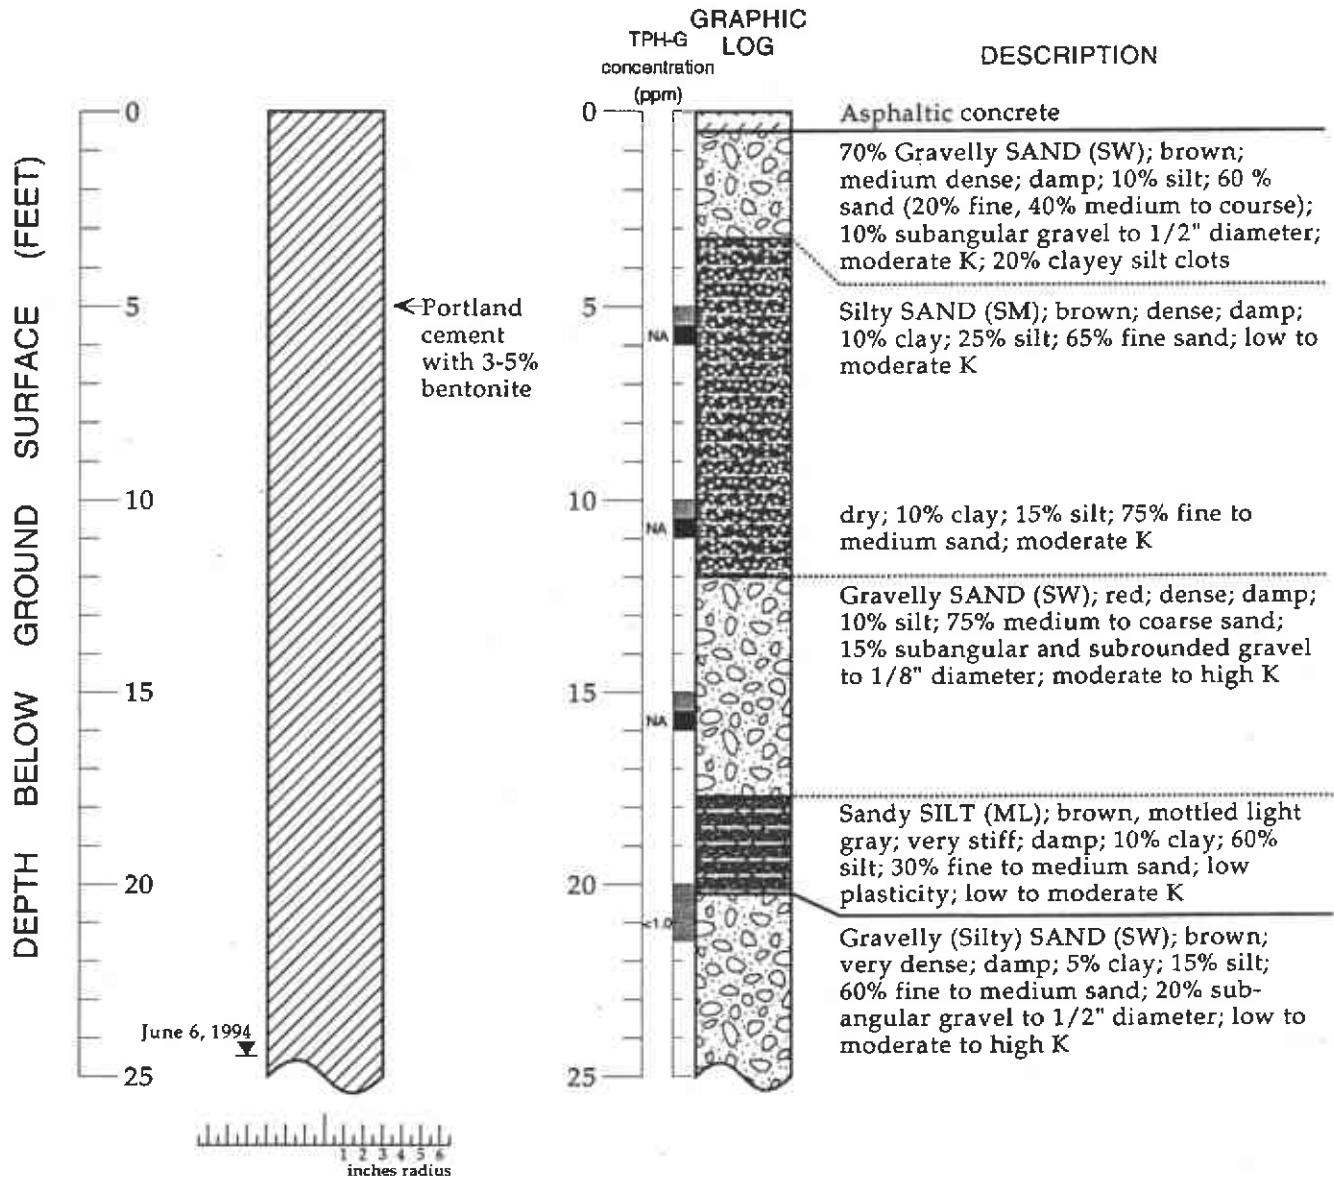 GRAPHIC
LOG
TPH-G
concentration
(ppm)
DESCRIPTION
DEPTH BELOW GROUND SURFACE (FEET)
0
5
10
15
20
25
Portland
cement
with 3-5%
bentonite
June 6, 1994
1 2 3 4 5 6
inches radius
0
5
10
15
20
25
NA
NA
NA
<1.0
Asphaltic concrete
70% Gravelly SAND (SW); brown;
medium dense; damp; 10% silt; 60 %
sand (20% fine, 40% medium to course);
10% subangular gravel to 1/2" diameter;
moderate K; 20% clayey silt clots
Silty SAND (SM); brown; dense; damp;
10% clay; 25% silt; 65% fine sand; low to
moderate K
dry; 10% clay; 15% silt; 75% fine to
medium sand; moderate K
Gravelly SAND (SW); red; dense; damp;
10% silt; 75% medium to coarse sand;
15% subangular and subrounded gravel
to 1/8" diameter; moderate to high K
Sandy SILT (ML); brown, mottled light
gray; very stiff; damp; 10% clay; 60%
silt; 30% fine to medium sand; low
plasticity; low to moderate K
Gravelly (Silty) SAND (SW); brown;
very dense; damp; 5% clay; 15% silt;
60% fine to medium sand; 20% sub-
angular gravel to 1/2" diameter; low to
moderate to high K